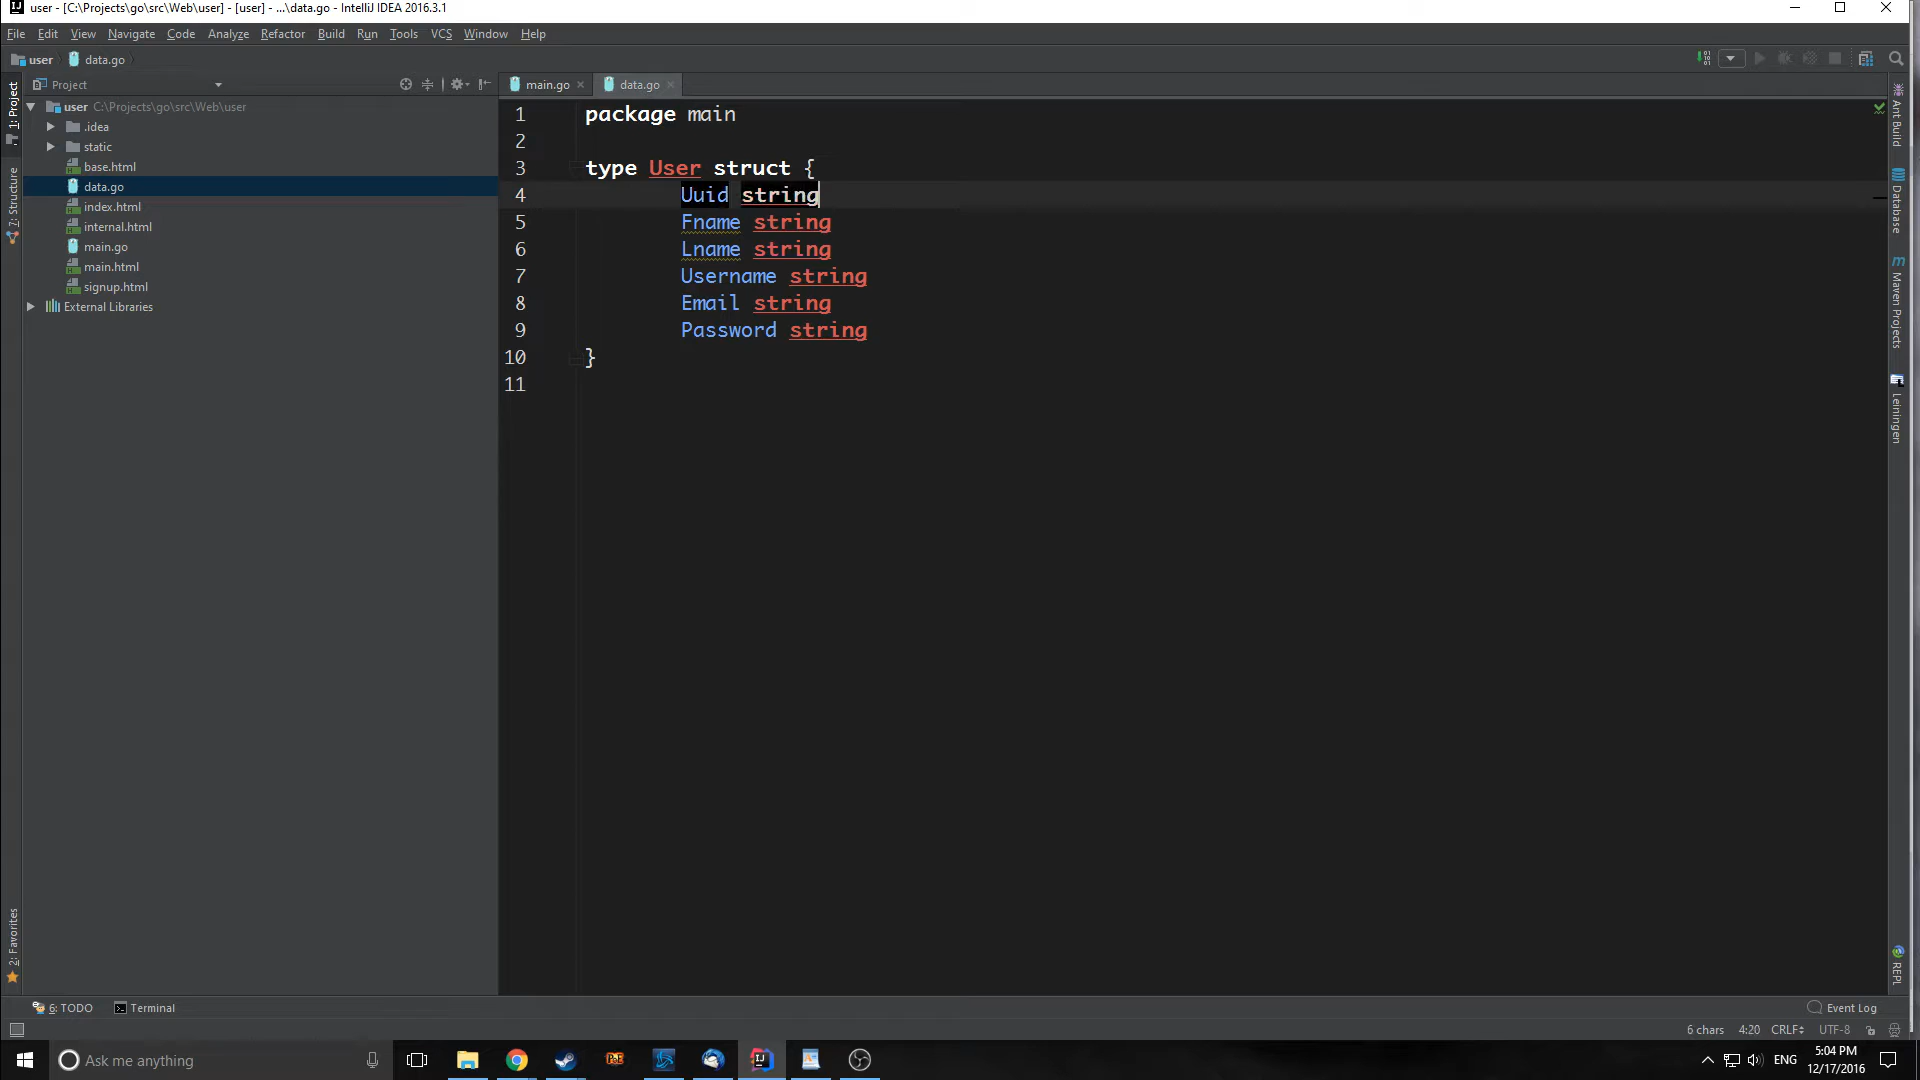 user - [C:\Projects\go\src\Web\user] - [user] - ...\data.go - IntelliJ IDEA 2016.3.1
File Edit View Navigate Code Analyze Refactor Build Run Tools VCS Window Help
user data.go
Project
main.go
data.go
1: Project
7: Structure
2: Favorites
user C:\Projects\go\src\Web\user
.idea
static
base.html
data.go
index.html
internal.html
main.go
main.html
signup.html
External Libraries
1 package main
2
3 type User struct {
4 Uuid string
5 Fname string
6 Lname string
7 Username string
8 Email string
9 Password string
10 }
11
Ant Build
Database
Maven Projects
Leiningen
REPL
6: TODO Terminal Event Log
6 chars 4:20 CRLF UTF-8
Ask me anything
ENG
5:04 PM
12/17/2016